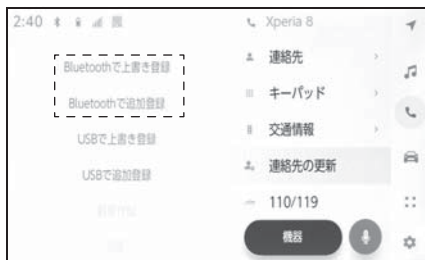 2:40
Bluetoothで上書き登録
Bluetoothで追加登録
USBで上書き登録
USBで追加登録
Xperia 8
連絡先
キーパッド
交通情報
連絡先の更新
110/119
機器